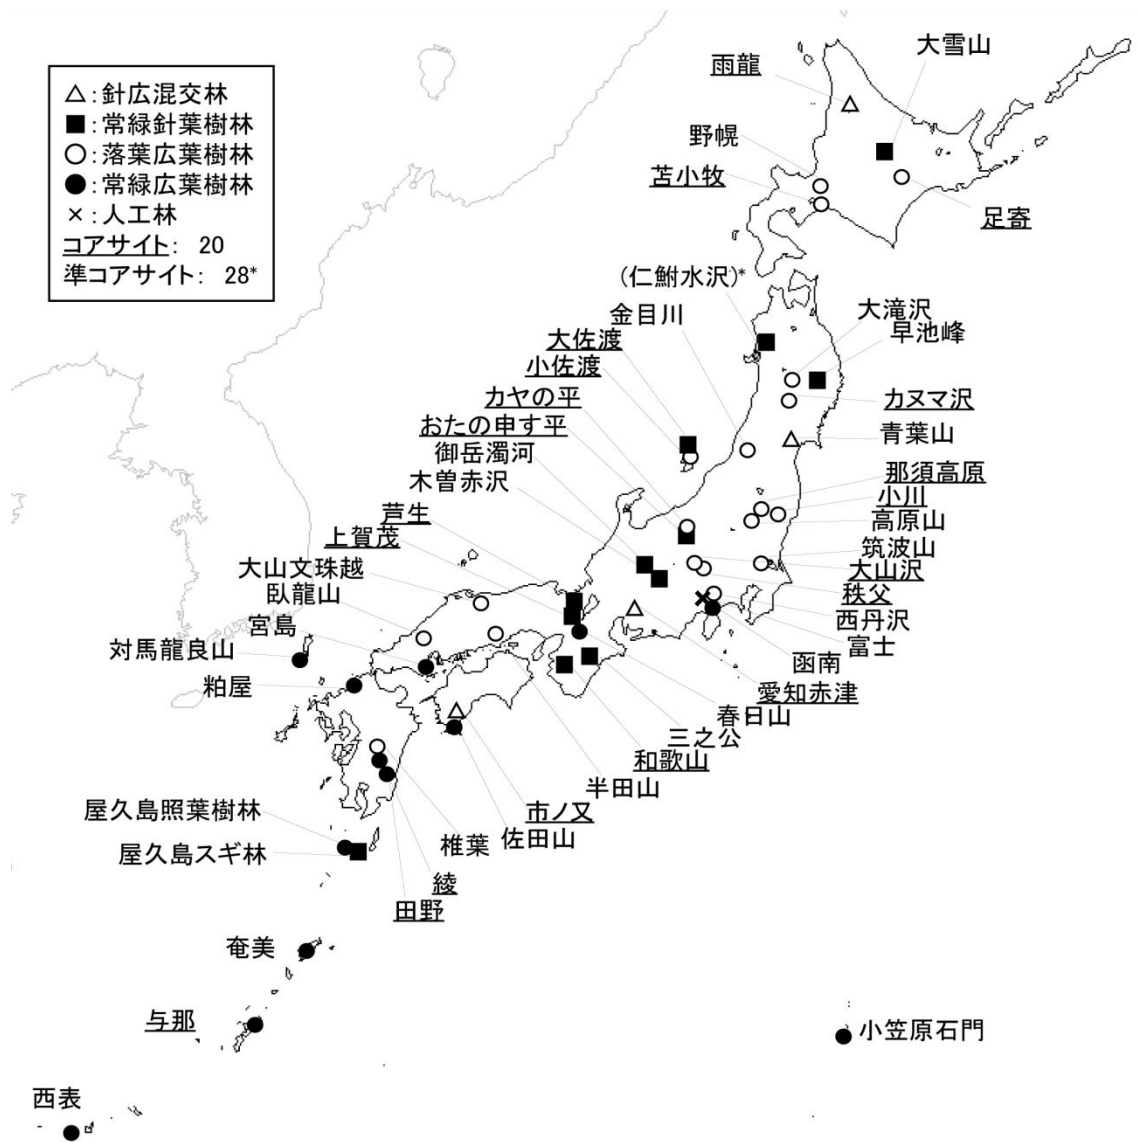 △:針広混交林
■:常緑針葉樹林
○:落葉広葉樹林
●:常緑広葉樹林
×:人工林
コアサイト: 20
準コアサイト: 28*
大雪山
雨龍
野幌
苫小牧
足寄
(仁鮒水沢)*
金目川
大滝沢
早池峰
大佐渡
小佐渡
カヤの平
おたの申す平
カヌマ沢
青葉山
御岳濁河
木曽赤沢
那須高原
小川
高原山
芦生
上賀茂
筑波山
大山沢
秩父
西丹沢
富士
函南
大山文珠越
臥龍山
宮島
対馬龍良山
粕屋
愛知赤津
春日山
三之公
和歌山
半田山
市ノ又
佐田山
椎葉
綾
田野
屋久島照葉樹林
屋久島スギ林
奄美
与那
小笠原石門
西表